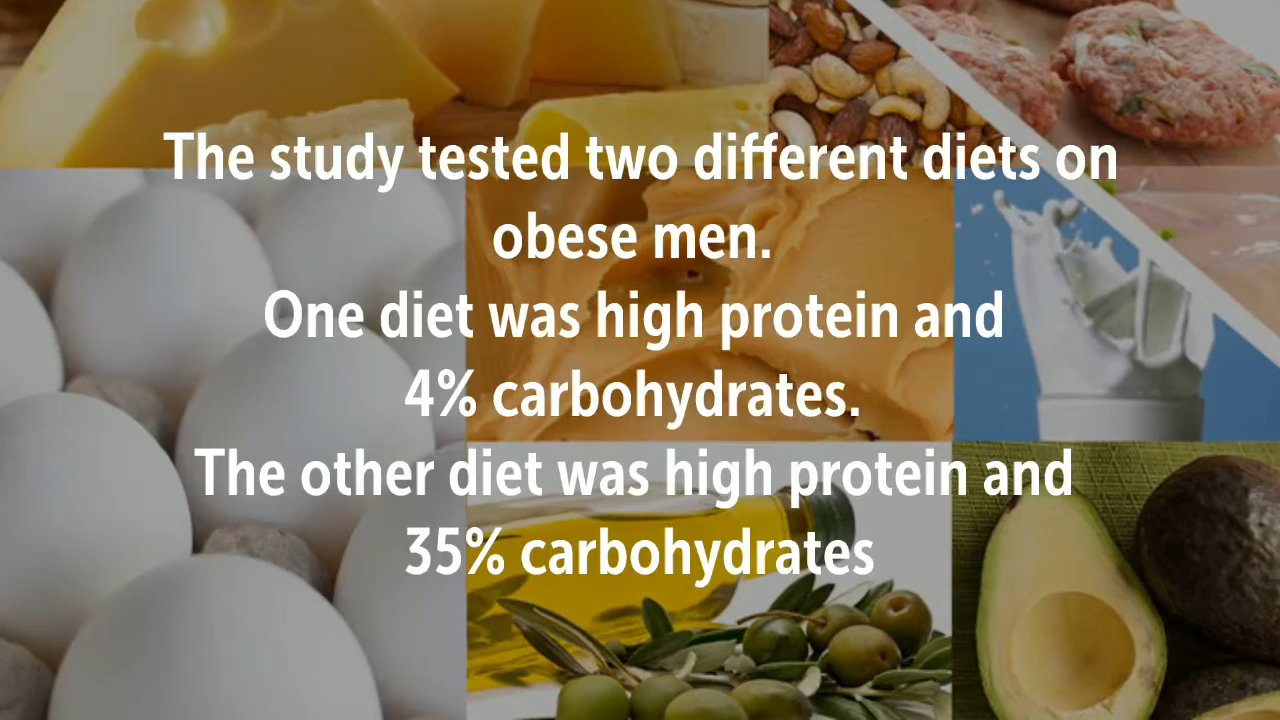 The study tested two different diets on
obese men.
One diet was high protein and
4% carbohydrates.
The other diet was high protein and
35% carbohydrates